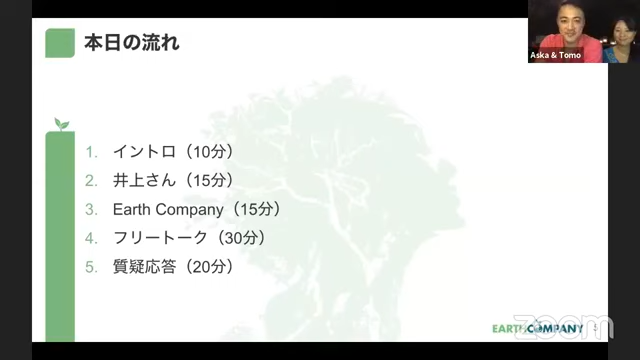 本日の流れ
Aska & Tomo
1. イントロ（10分）
2. 井上さん（15分）
3. Earth Company（15分）
4. フリートーク（30分）
5. 質疑応答（20分）
EARTH COMPANY
zoom